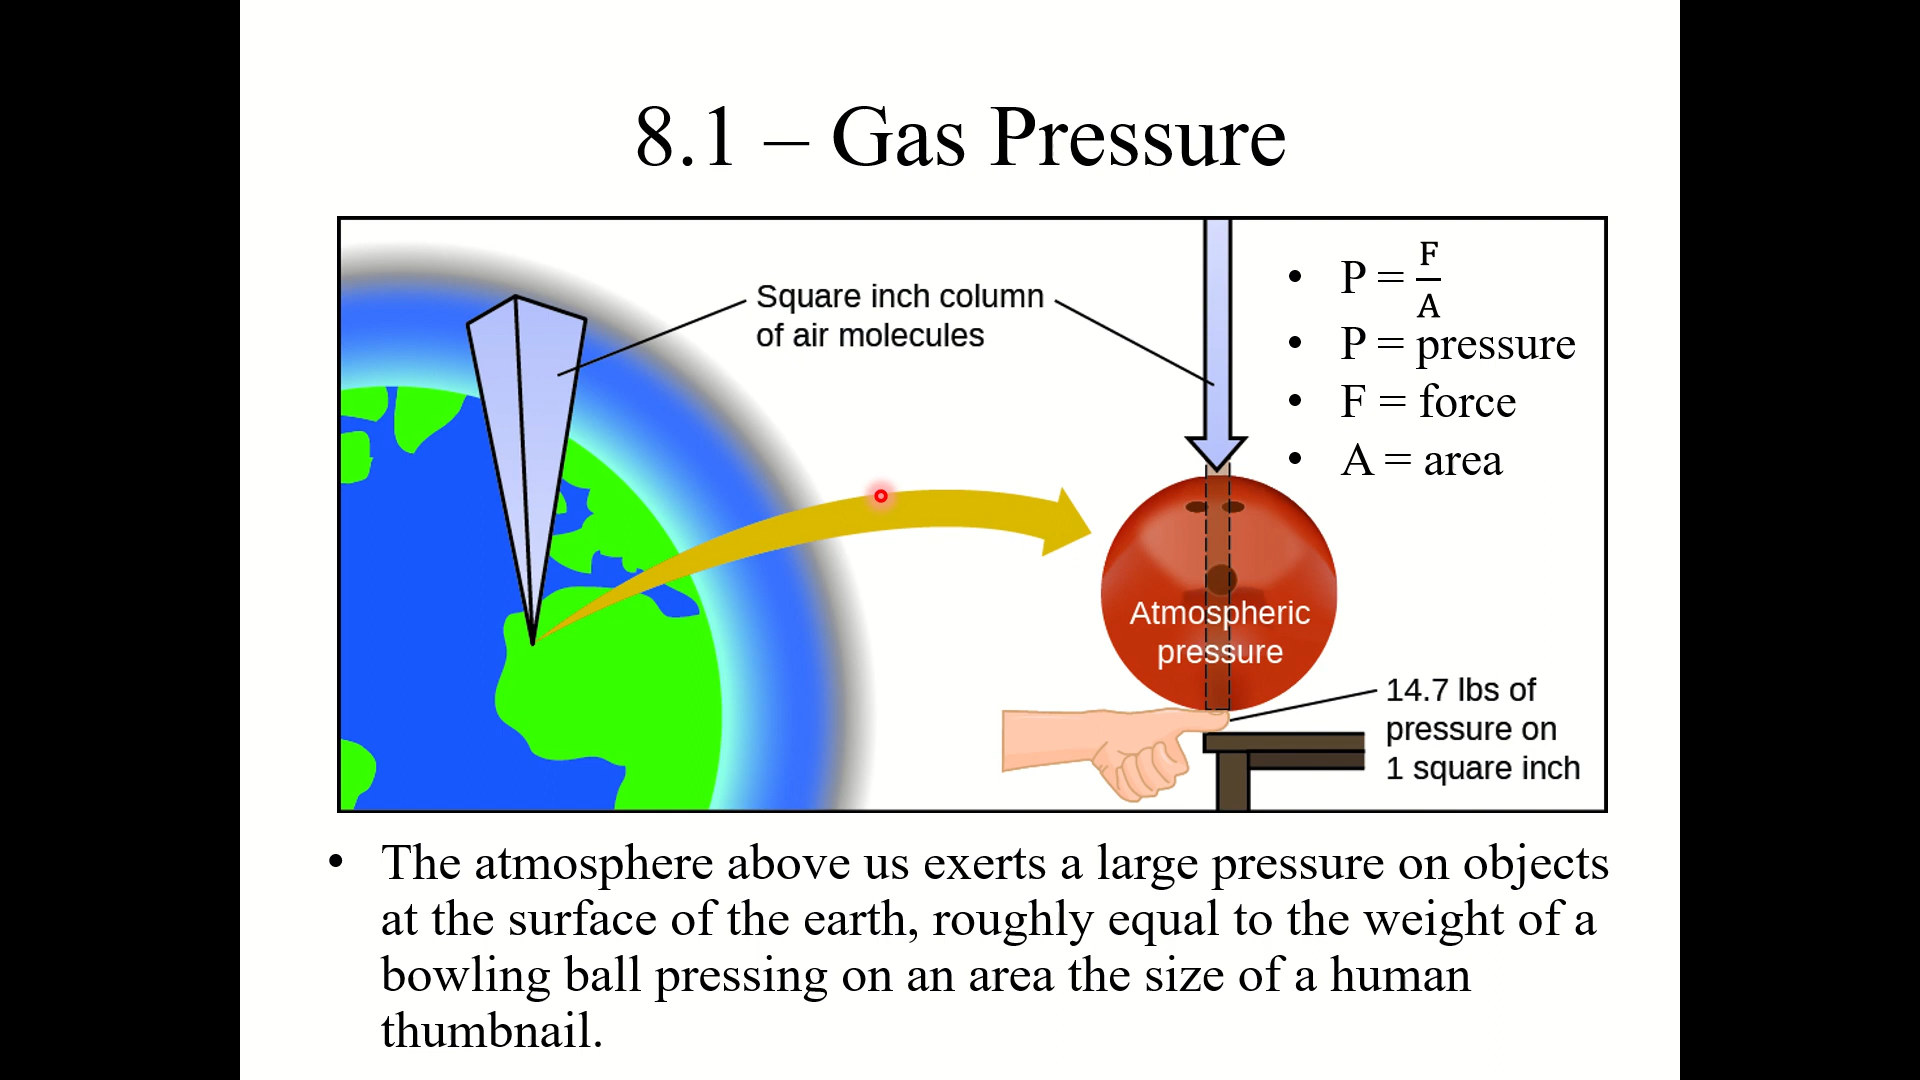 8.1 – Gas Pressure
Square inch column
of air molecules
• P = F/A
• P = pressure
• F = force
• A = area
Atmospheric
pressure
14.7 lbs of
pressure on
1 square inch
• The atmosphere above us exerts a large pressure on objects
at the surface of the earth, roughly equal to the weight of a
bowling ball pressing on an area the size of a human
thumbnail.